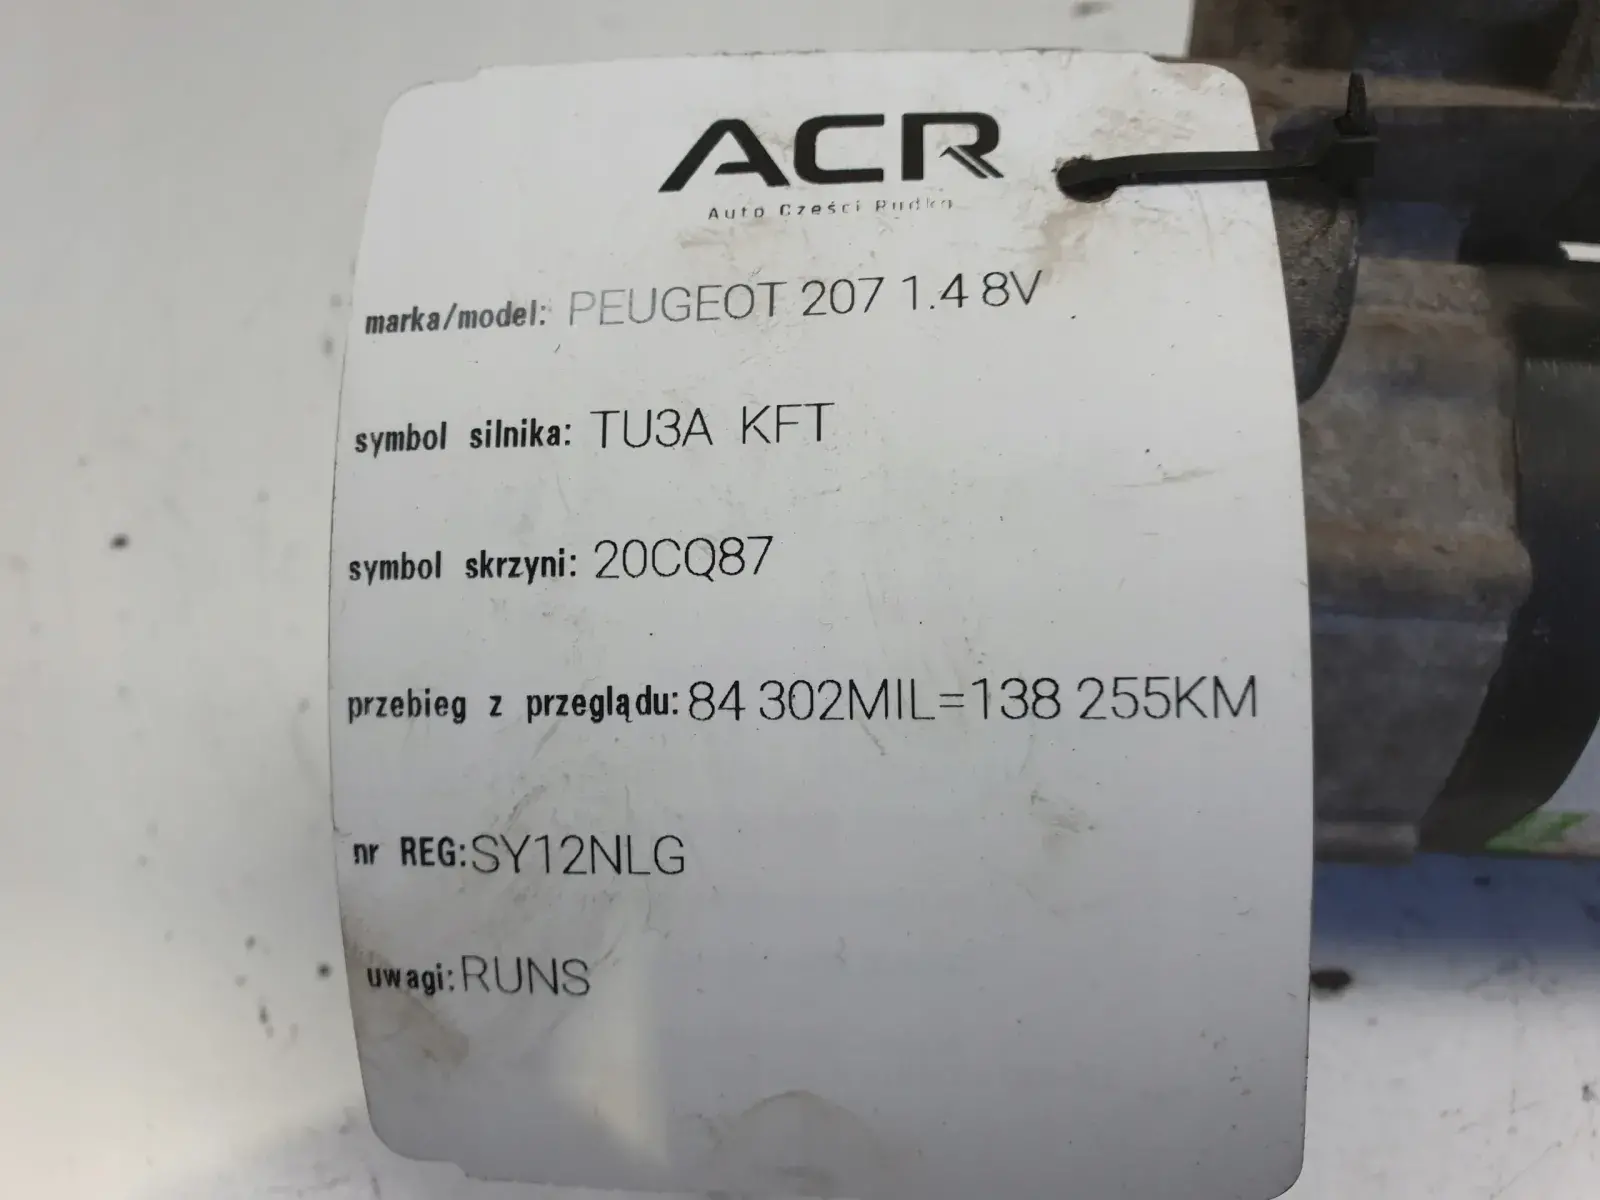 ACR
Auto Części Rudka
marka/model: PEUGEOT 207 1.4 8V
symbol silnika: TU3A KFT
symbol skrzyni: 20CQ87
przebieg z przeglądu: 84 302MIL=138 255KM
nr REG: SY12NLG
uwagi: RUNS